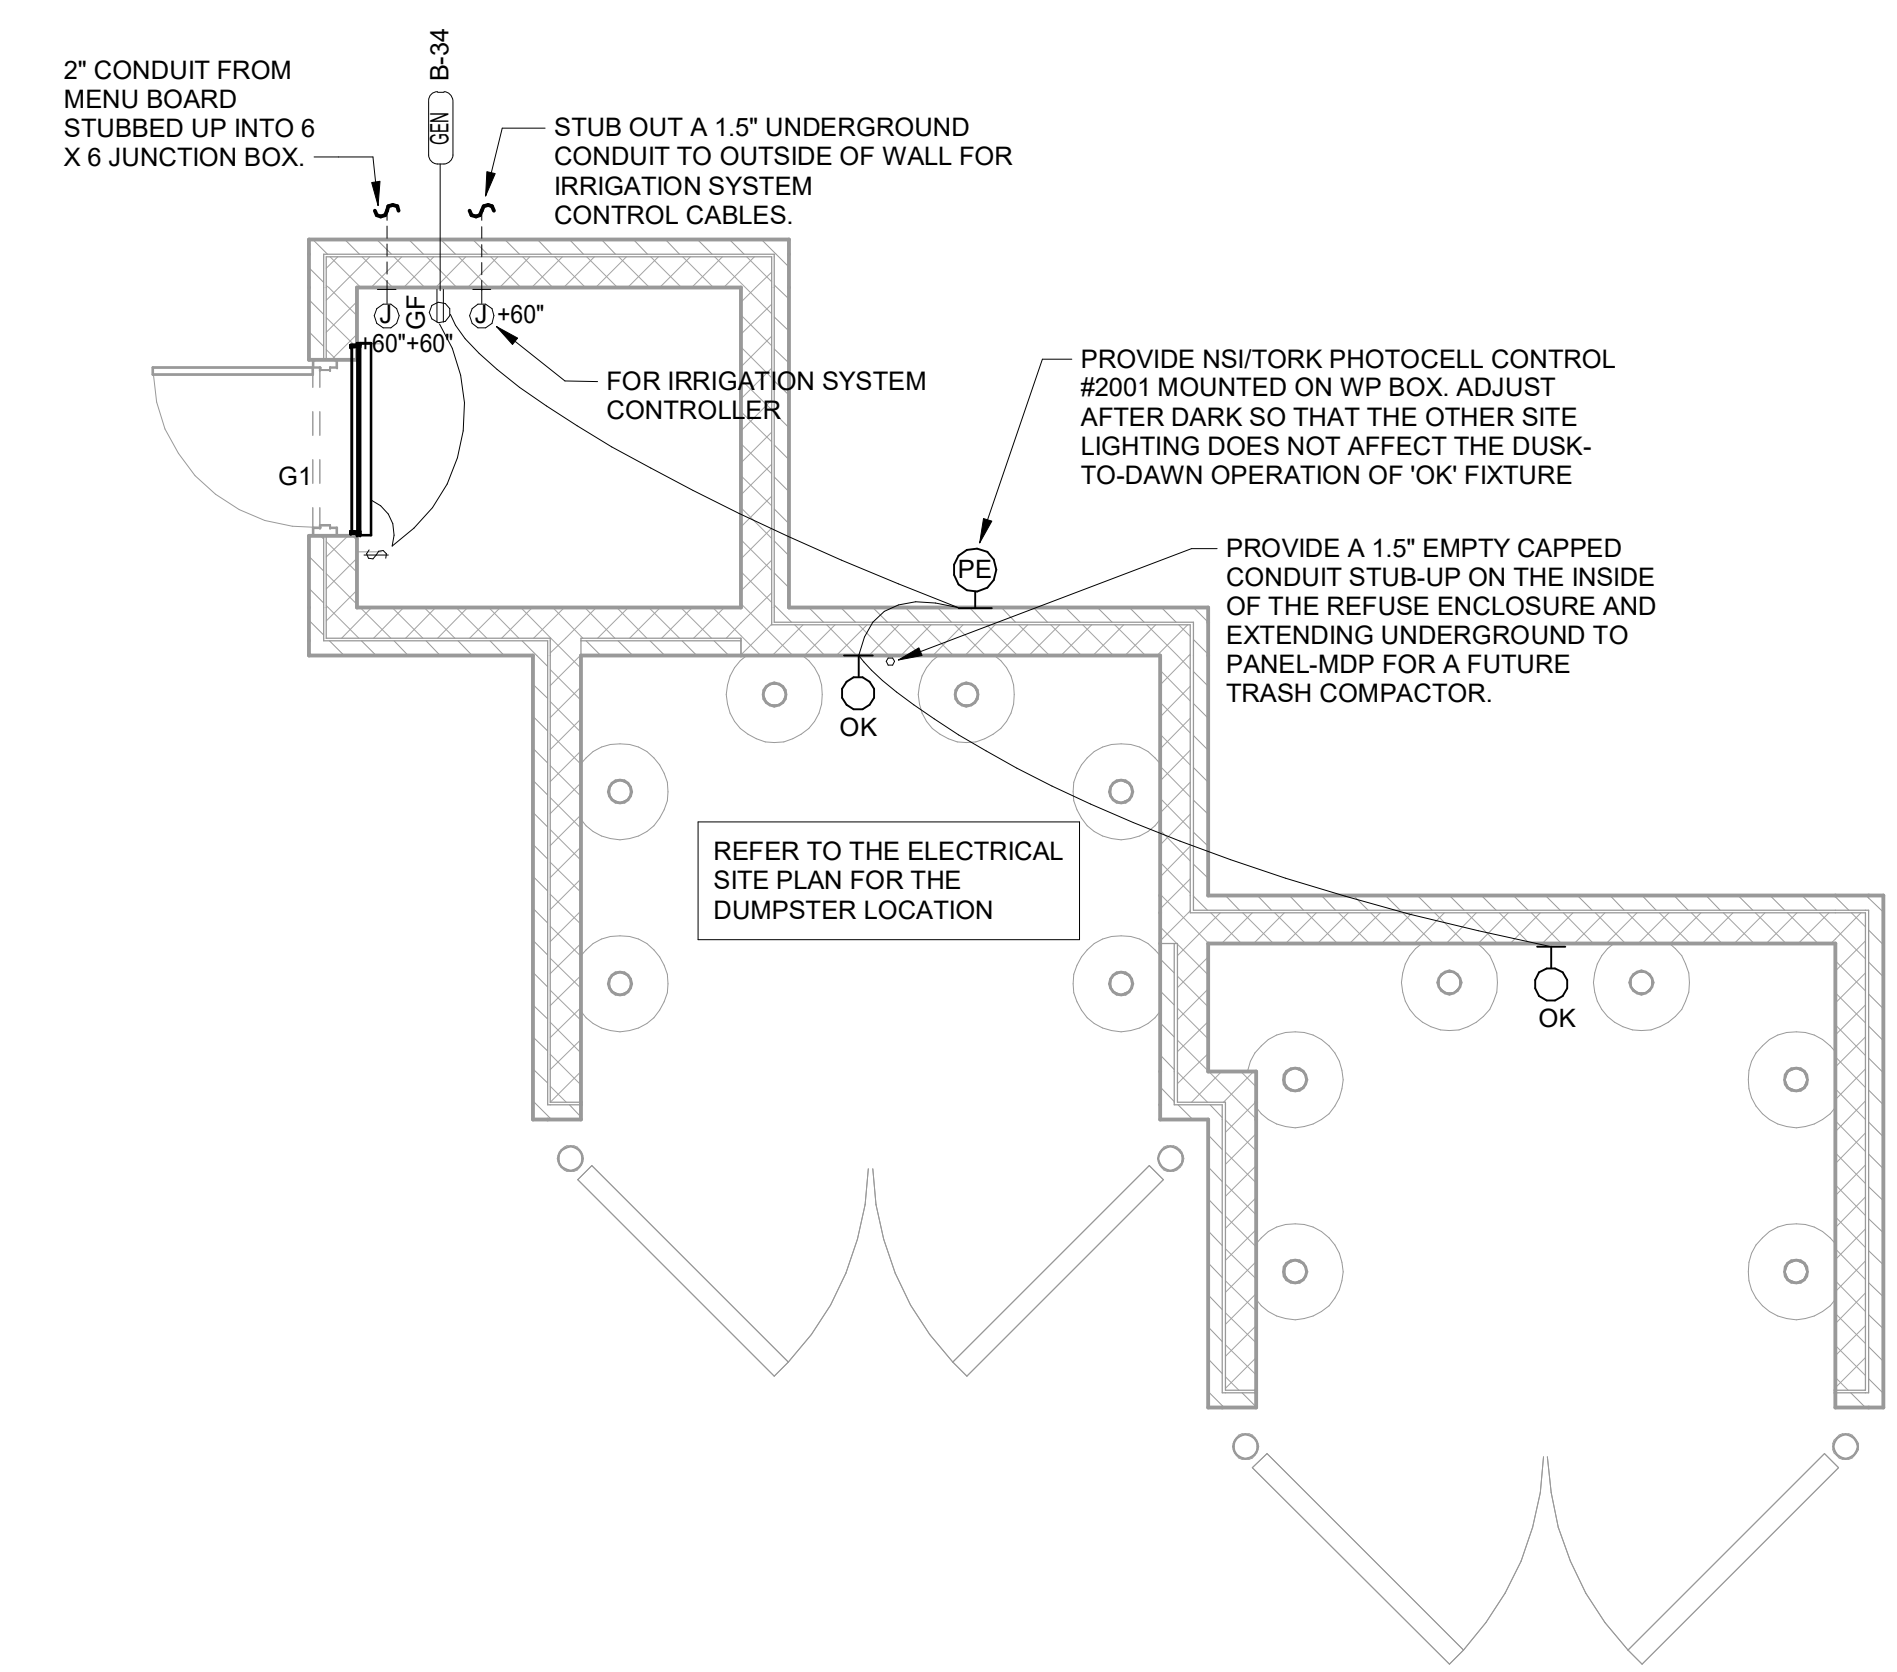 2" CONDUIT FROM
MENU BOARD
STUBBED UP INTO 6
X 6 JUNCTION BOX.
GEN
B-34
STUB OUT A 1.5" UNDERGROUND
CONDUIT TO OUTSIDE OF WALL FOR
IRRIGATION SYSTEM
CONTROL CABLES.
J
GF
J
+60"
+60"
+60"
FOR IRRIGATION SYSTEM
CONTROLLER
G1
$
PROVIDE NSI/TORK PHOTOCELL CONTROL
#2001 MOUNTED ON WP BOX. ADJUST
AFTER DARK SO THAT THE OTHER SITE
LIGHTING DOES NOT AFFECT THE DUSK-
TO-DAWN OPERATION OF 'OK' FIXTURE
PE
PROVIDE A 1.5" EMPTY CAPPED
CONDUIT STUB-UP ON THE INSIDE
OF THE REFUSE ENCLOSURE AND
EXTENDING UNDERGROUND TO
PANEL-MDP FOR A FUTURE
TRASH COMPACTOR.
OK
REFER TO THE ELECTRICAL
SITE PLAN FOR THE
DUMPSTER LOCATION
OK